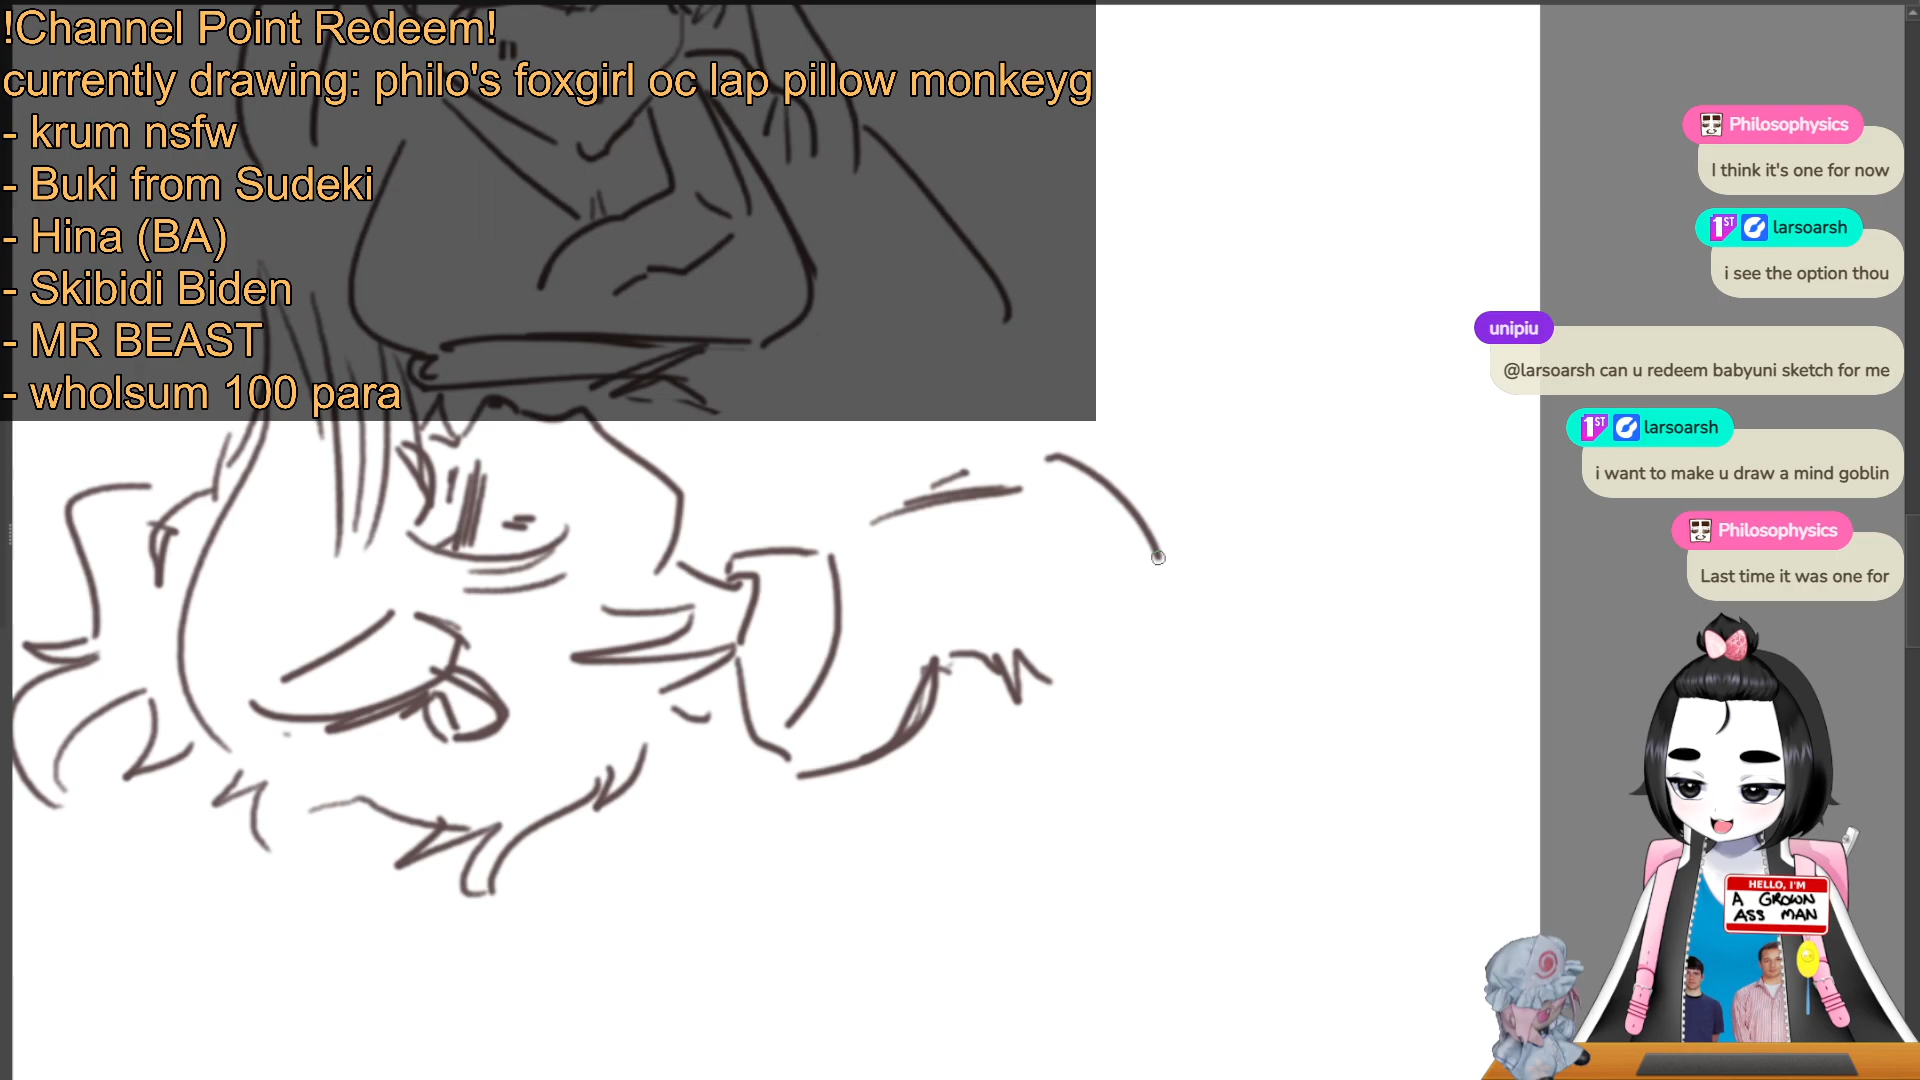 !Channel Point Redeem!
currently drawing: philo's foxgirl oc lap pillow monkeyg
- krum nsfw
- Buki from Sudeki
- Hina (BA)
- Skibidi Biden
- MR BEAST
- wholsum 100 para
Philosophysics
I think it's one for now
1ST larsoarsh
i see the option thou
unipiu
@larsoarsh can u redeem babyuni sketch for me
1ST larsoarsh
i want to make u draw a mind goblin
Philosophysics
Last time it was one for
HELLO, I'M
A GROWN
ASS MAN